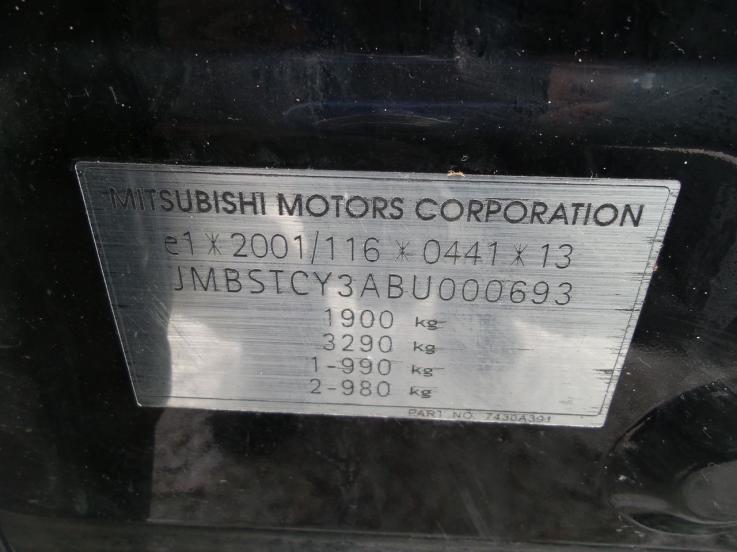 MITSUBISHI MOTORS CORPORATION
e1*2001/116*0441*13
JMBSTCY3ABU000693
1900 kg
3290 kg
1-990 kg
2-980 kg
PART NO. 7430A391